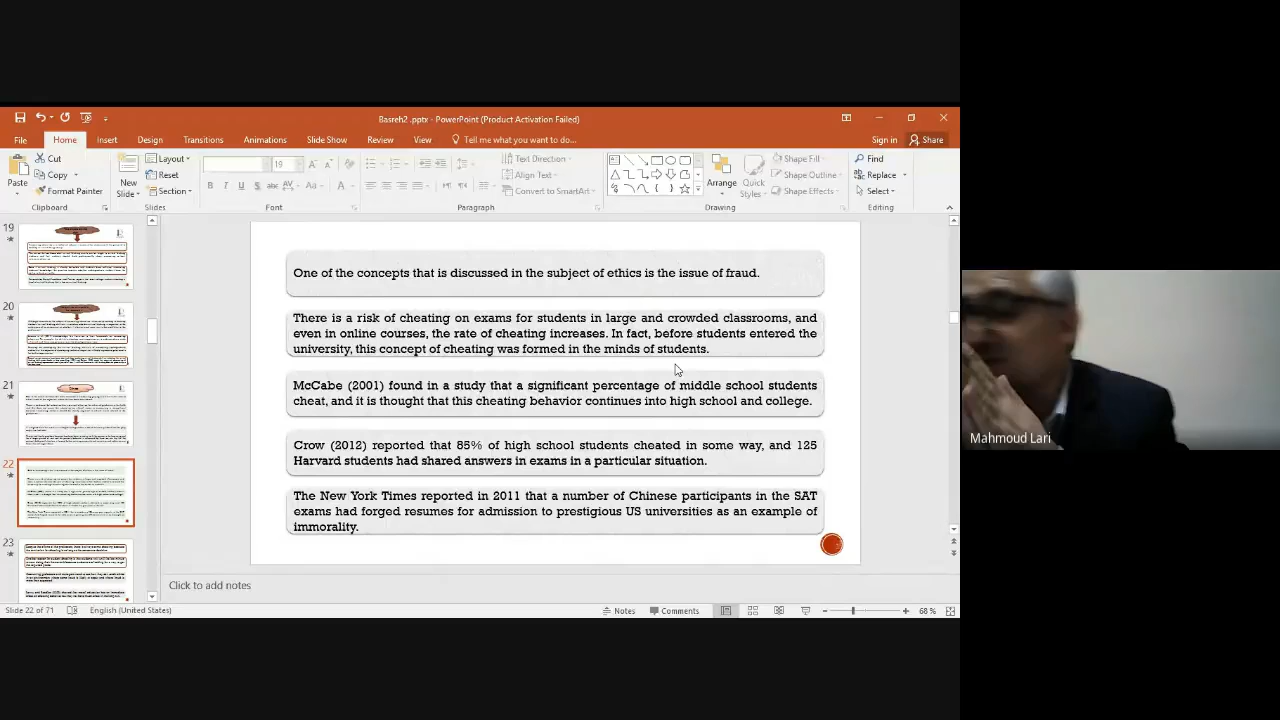 Basreh2 .pptx - PowerPoint (Product Activation Failed)
File Home Insert Design Transitions Animations Slide Show Review View Tell me what you want to do... Sign in Share
Paste Cut Copy Format Painter
Clipboard
New Slide Layout Reset Section
Slides
19
Font
Text Direction Align Text Convert to SmartArt
Paragraph
Arrange Quick Styles Shape Fill Shape Outline Shape Effects
Drawing
Find Replace Select
Editing
19
20
21
22
23
One of the concepts that is discussed in the subject of ethics is the issue of fraud.
There is a risk of cheating on exams for students in large and crowded classrooms, and
even in online courses, the rate of cheating increases. In fact, before students entered the
university, this concept of cheating was formed in the minds of students.
McCabe (2001) found in a study that a significant percentage of middle school students
cheat, and it is thought that this cheating behavior continues into high school and college.
Crow (2012) reported that 85% of high school students cheated in some way, and 125
Harvard students had shared answers in exams in a particular situation.
The New York Times reported in 2011 that a number of Chinese participants in the SAT
exams had forged resumes for admission to prestigious US universities as an example of
immorality.
Click to add notes
Slide 22 of 71 English (United States) Notes Comments 68 %
Mahmoud Lari